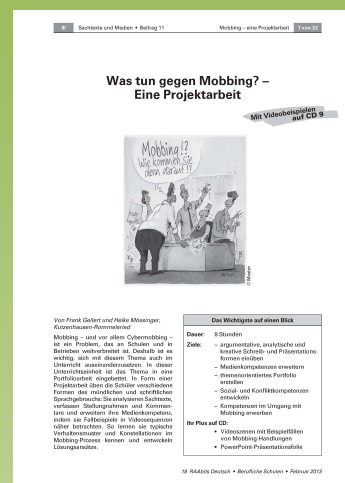 III Sachtexte und Medien • Beitrag 11 Mobbing – eine Projektarbeit 1 von 32
Was tun gegen Mobbing? –
Eine Projektarbeit
Mit Videobeispielen
auf CD 9
Mobbing!?
Wie kommen Sie
denn darauf!?
© Mester
Von Frank Gellert und Heike Mössinger,
Kutzenhausen-Rommelsried
Mobbing – und vor allem Cybermobbing –
ist ein Problem, das an Schulen und in
Betrieben weitverbreitet ist. Deshalb ist es
wichtig, sich mit diesem Thema auch im
Unterricht auseinanderzusetzen. In dieser
Unterrichtseinheit ist das Thema in eine
Portfolioarbeit eingebettet. In Form einer
Projektarbeit üben die Schüler verschiedene
Formen des mündlichen und schriftlichen
Sprachgebrauchs: Sie analysieren Sachtexte,
verfassen Stellungnahmen und Kommen-
tare und erweitern ihre Medienkompetenz,
indem sie Fallbeispiele in Videosequenzen
näher betrachten. So lernen sie typische
Verhaltensmuster und Konstellationen im
Mobbing-Prozess kennen und entwickeln
Lösungsansätze.
Das Wichtigste auf einen Blick
Dauer: 8 Stunden
Ziele: – argumentative, analytische und
kreative Schreib- und Präsentations-
formen einüben
– Medienkompetenzen erweitern
– themenorientiertes Portfolio
erstellen
– Sozial- und Konfliktkompetenzen
entwickeln
– Kompetenzen im Umgang mit
Mobbing erwerben
Ihr Plus auf CD:
• Videoszenen mit Beispielfällen
von Mobbing-Handlungen
• PowerPoint-Präsentationsfolie
18 RAAbits Deutsch • Berufliche Schulen • Februar 2013